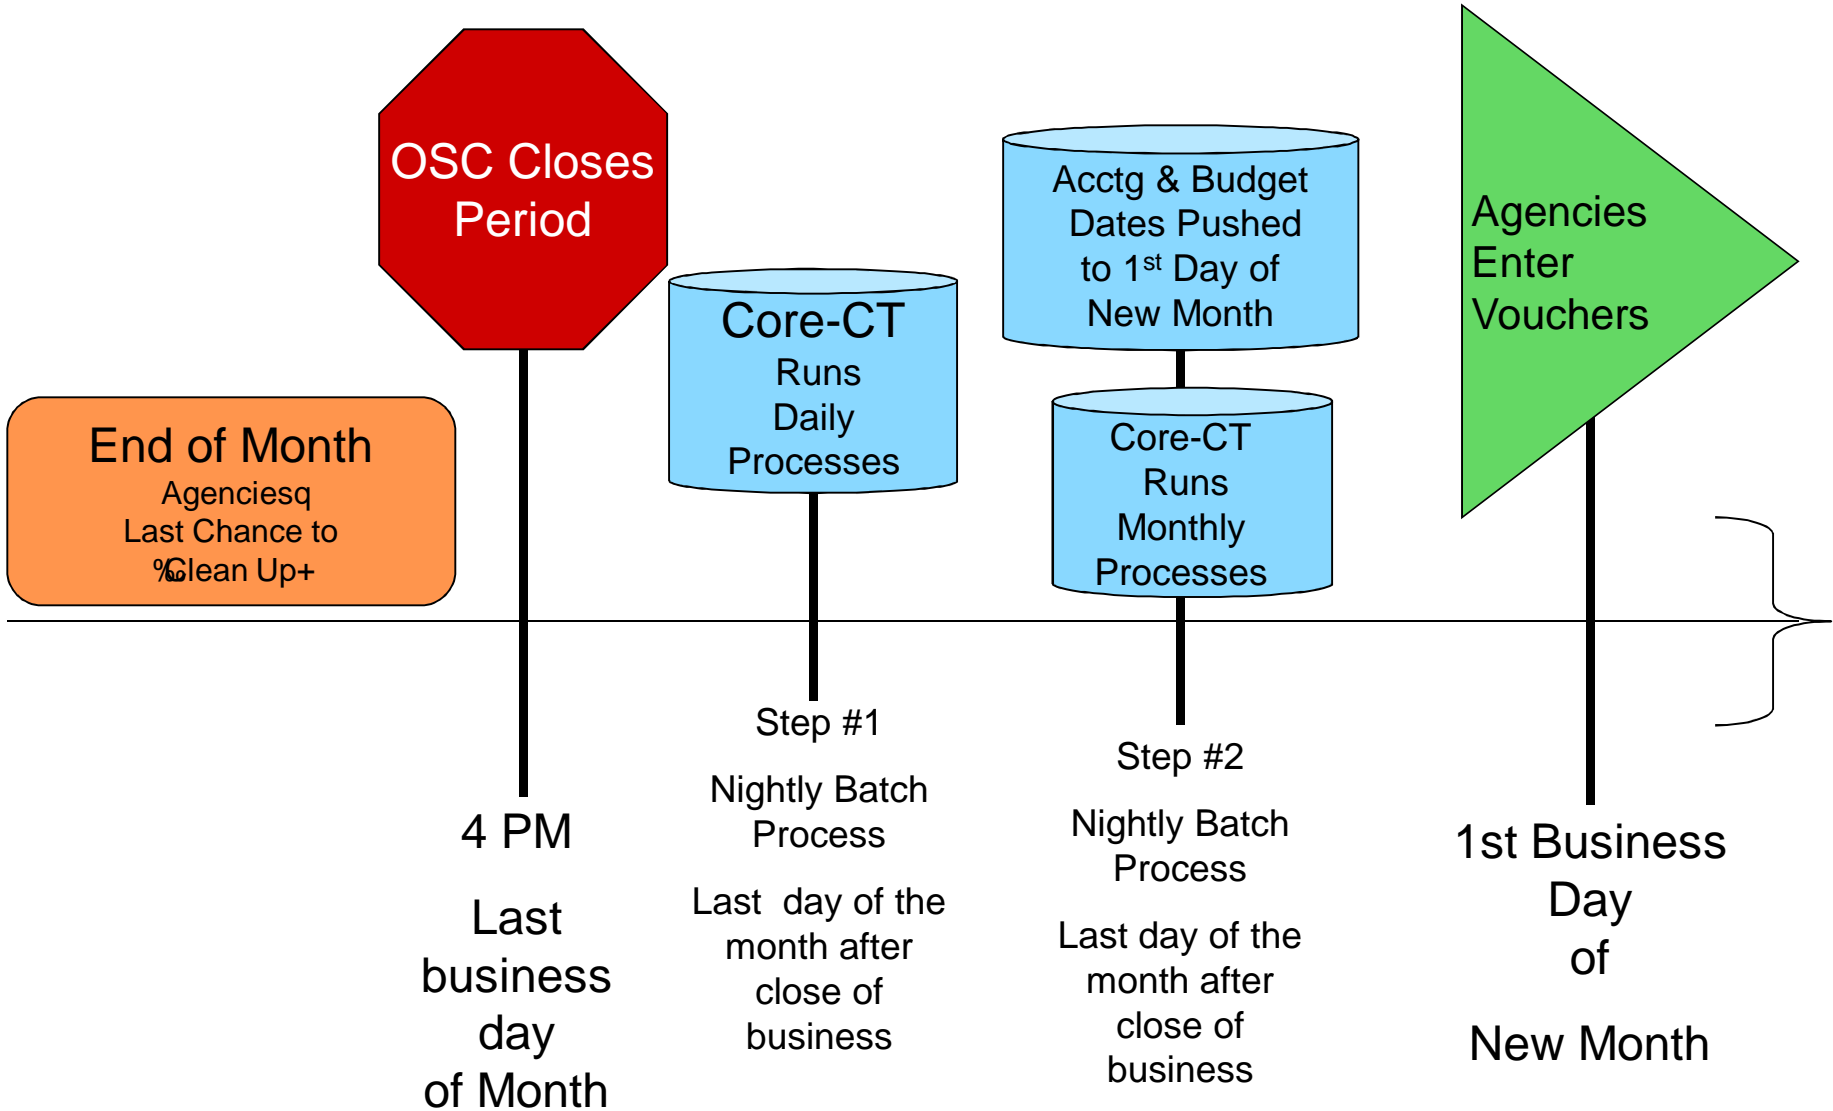 OSC Closes
Period
Acctg & Budget
Dates Pushed
to 1st Day of
New Month
Agencies
Enter
Vouchers
Core-CT
Runs
Daily
Processes
End of Month
Agenciesq
Last Chance to
‰Clean Up+
Core-CT
Runs
Monthly
Processes
4 PM
Last
business
day
of Month
Step #1
Nightly Batch
Process
Last day of the
month after
close of
business
Step #2
Nightly Batch
Process
Last day of the
month after
close of
business
1st Business
Day
of
New Month